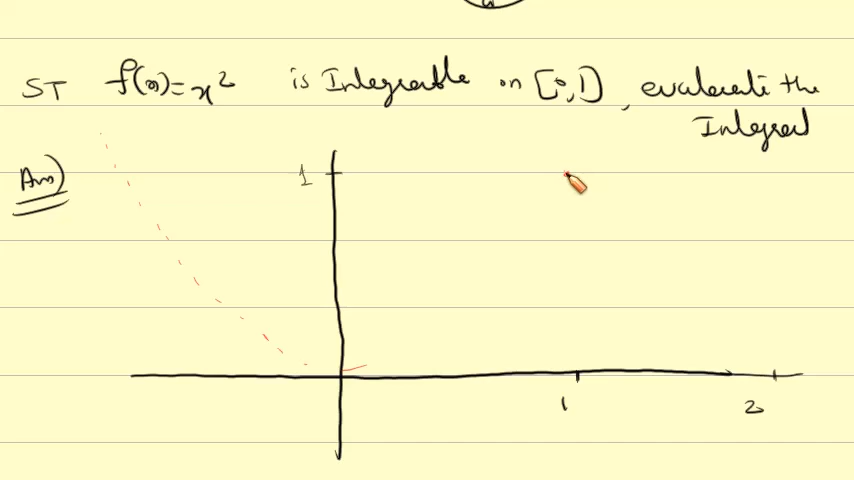 ST f(x)=x² is Integrable on [0,1], evaluate the
Integral
Ans)
1
1 2